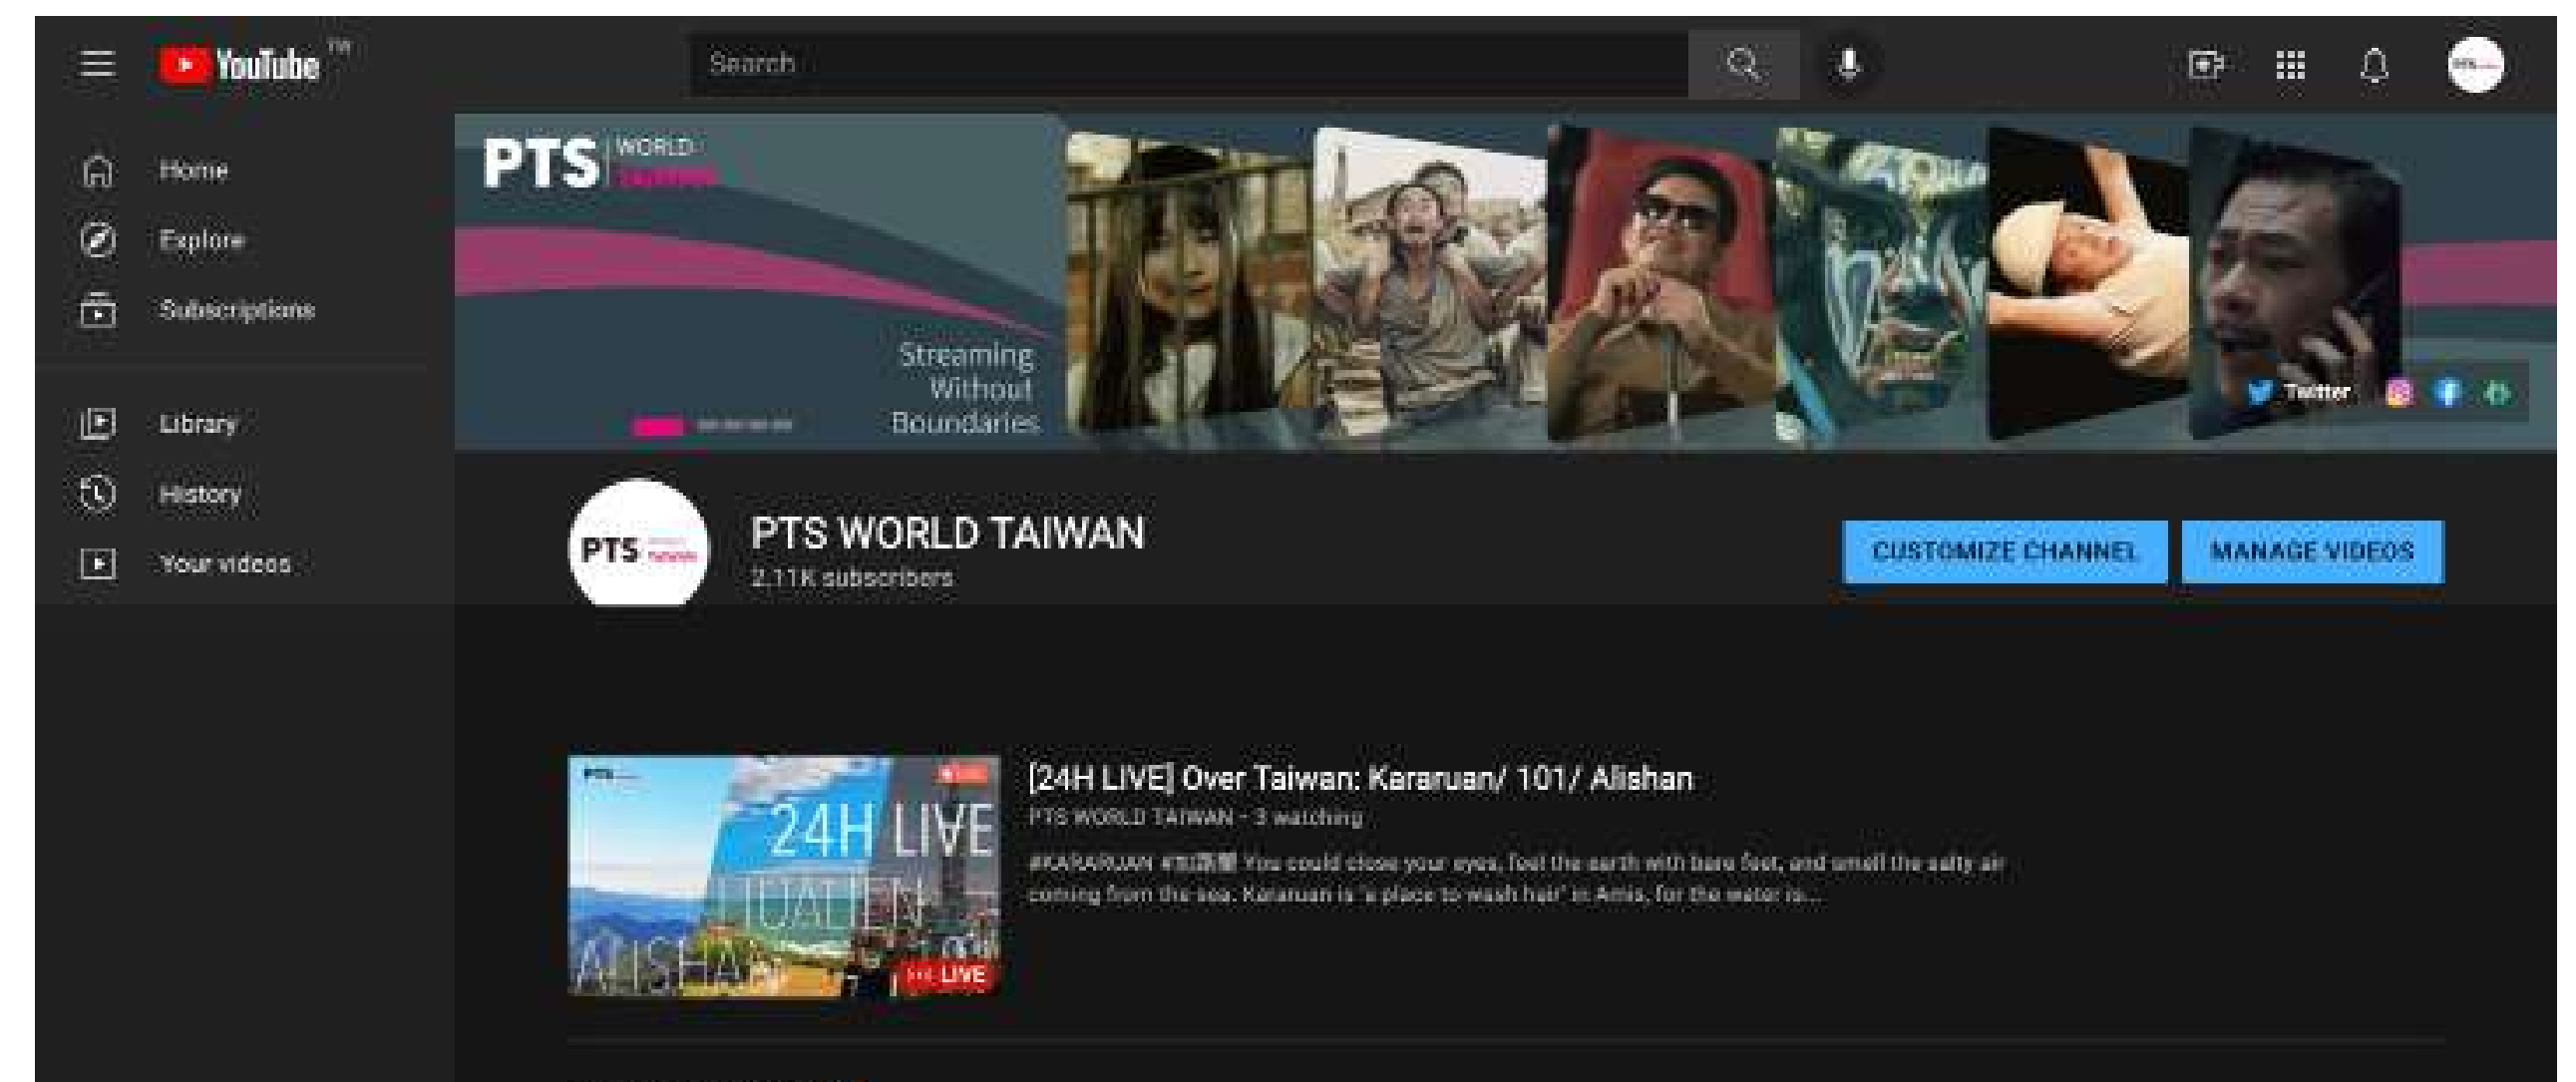 YouTube TW
Search
Home
Explore
Subscriptions
Library
History
Your videos
PTS WORLD
Streaming
Without
Boundaries
Twitter
PTS
PTS WORLD TAIWAN
2.11K subscribers
CUSTOMIZE CHANNEL
MANAGE VIDEOS
PTS
24H LIVE
HUALIEN
ALISHAN
LIVE
[24H LIVE] Over Taiwan: Kararuan/ 101/ Alishan
PTS WORLD TAIWAN • 3 watching
#KARARUAN #加路蘭 You could close your eyes, feel the earth with bare feet, and smell the salty air
coming from the sea. Kararuan is 'a place to wash hair' in Amis, for the water is...